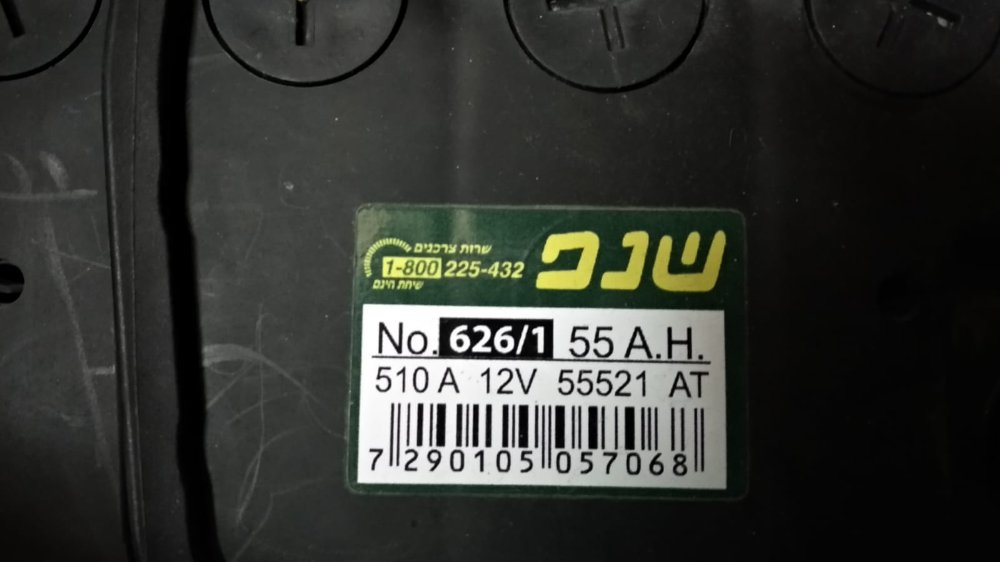 שרות צרכנים
1-800 225-432
שיחת חינם
שנפ
No. 626/1 55 A.H.
510 A 12V 55521 AT
7 290105 057068